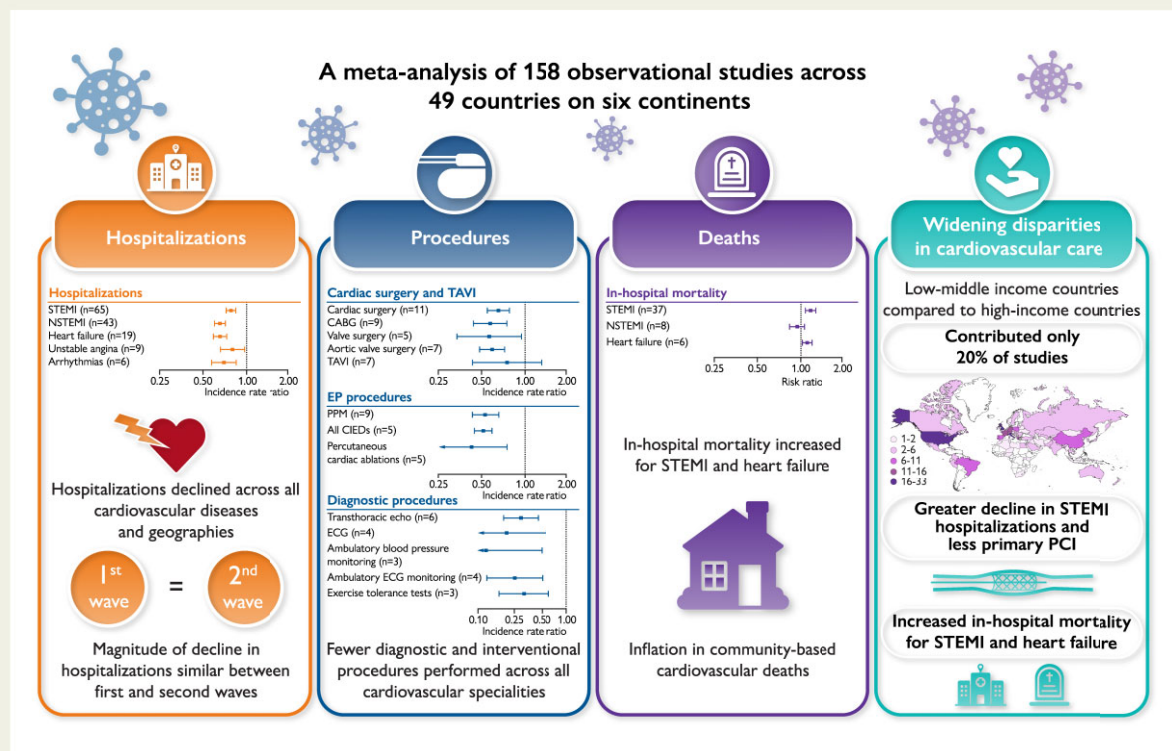 A meta-analysis of 158 observational studies across
49 countries on six continents
Hospitalizations
Hospitalizations
STEMI (n=65)
NSTEMI (n=43)
Heart failure (n=19)
Unstable angina (n=9)
Arrhythmias (n=6)
0.25 0.50 1.00 2.00
Incidence rate ratio
Hospitalizations declined across all
cardiovascular diseases
and geographies
1st
wave
=
2nd
wave
Magnitude of decline in
hospitalizations similar between
first and second waves
Procedures
Cardiac surgery and TAVI
Cardiac surgery (n=11)
CABG (n=9)
Valve surgery (n=5)
Aortic valve surgery (n=7)
TAVI (n=7)
0.25 0.50 1.00 2.00
Incidence rate ratio
EP procedures
PPM (n=9)
All CIEDs (n=5)
Percutaneous
cardiac ablations (n=5)
0.25 0.50 1.00 2.00
Incidence rate ratio
Diagnostic procedures
Transthoracic echo (n=6)
ECG (n=4)
Ambulatory blood pressure
monitoring (n=3)
Ambulatory ECG monitoring (n=4)
Exercise tolerance tests (n=3)
0.10 0.25 0.50 1.00
Incidence rate ratio
Fewer diagnostic and interventional
procedures performed across all
cardiovascular specialities
Deaths
In-hospital mortality
STEMI (n=37)
NSTEMI (n=8)
Heart failure (n=6)
0.25 0.50 1.00 2.00
Risk ratio
In-hospital mortality increased
for STEMI and heart failure
Inflation in community-based
cardiovascular deaths
Widening disparities
in cardiovascular care
Low-middle income countries
compared to high-income countries
Contributed only
20% of studies
1-2
2-6
6-11
11-16
16-33
Greater decline in STEMI
hospitalizations and
less primary PCI
Increased in-hospital mortality
for STEMI and heart failure